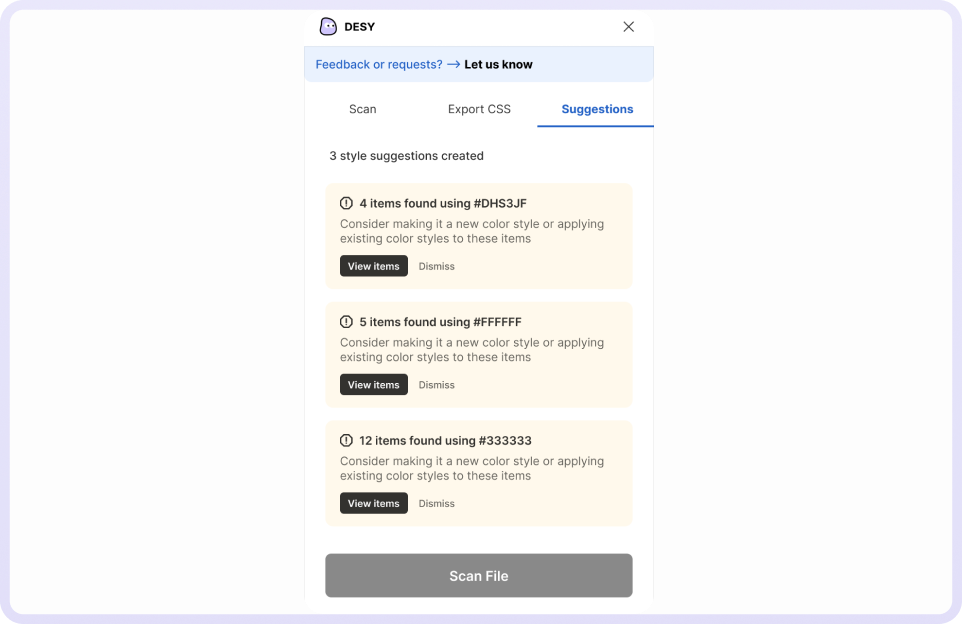 DESY
Feedback or requests? → Let us know
Scan Export CSS Suggestions
3 style suggestions created
4 items found using #DHS3JF
Consider making it a new color style or applying
existing color styles to these items
View items Dismiss
5 items found using #FFFFFF
Consider making it a new color style or applying
existing color styles to these items
View items Dismiss
12 items found using #333333
Consider making it a new color style or applying
existing color styles to these items
View items Dismiss
Scan File